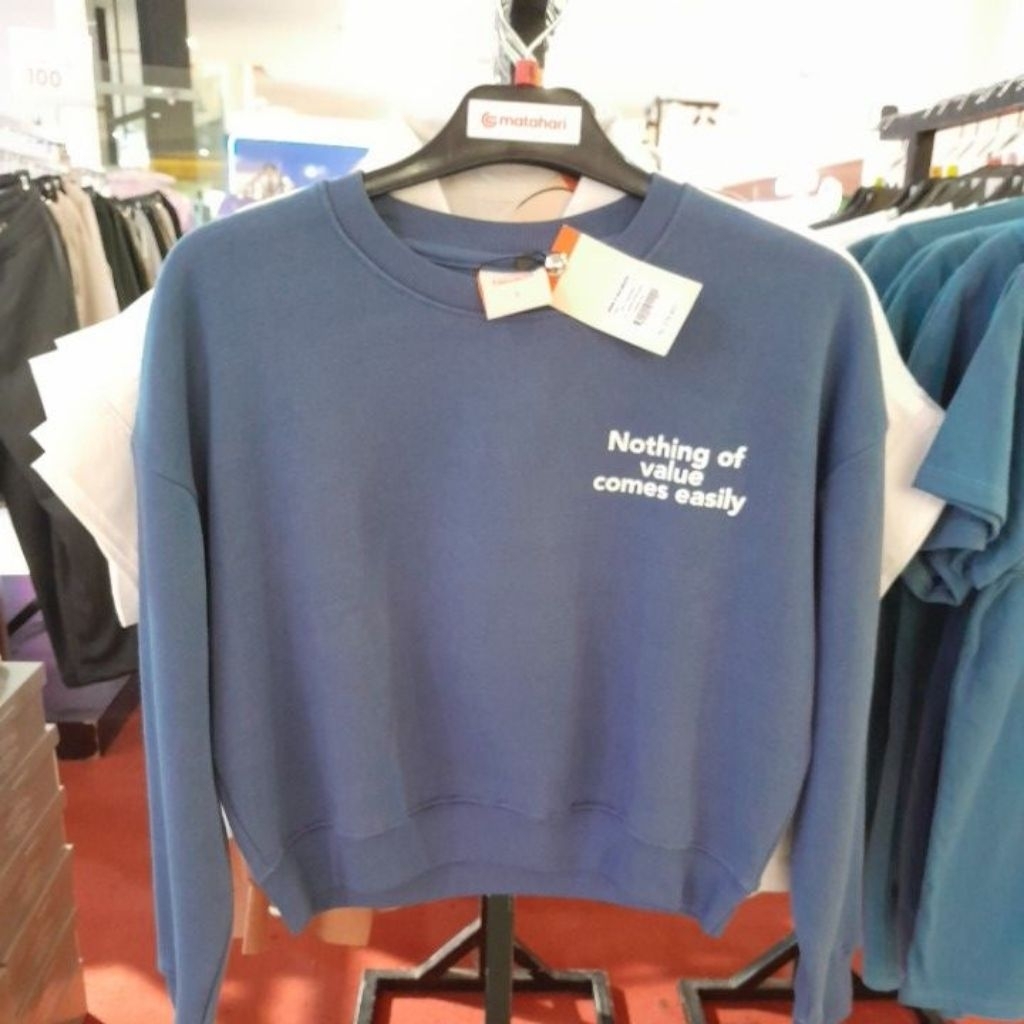 100
matahari
Nothing of
value
comes easily